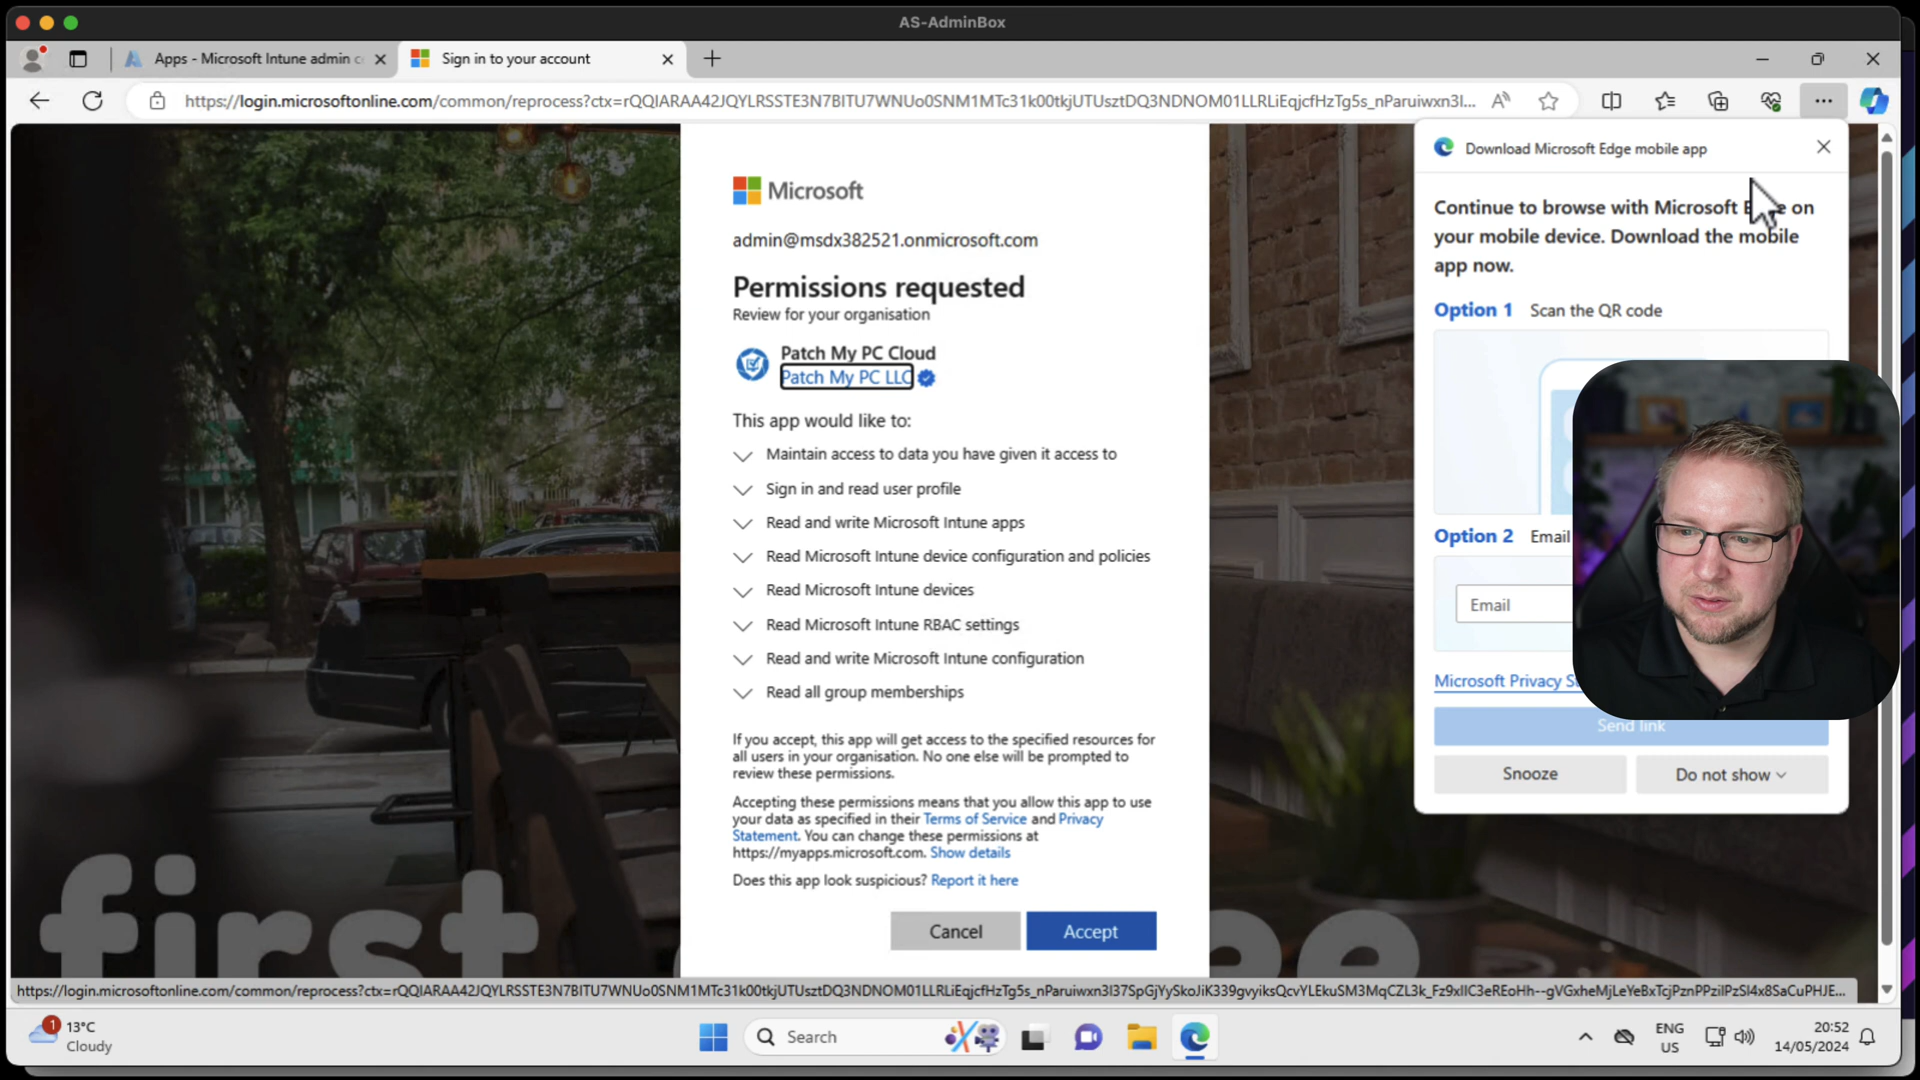 AS-AdminBox
Apps - Microsoft Intune admin c
Sign in to your account
https://login.microsoftonline.com/common/reprocess?ctx=rQQIARAA42JQYLRSSTE3N7BITU7WNUo0SNM1MTc31k00tkjUTUsztDQ3NDNOM01LLRLiEqjcfHzTg5s_nParuiwxn3l...
Microsoft
admin@msdx382521.onmicrosoft.com
Permissions requested
Review for your organisation
Patch My PC Cloud
Patch My PC LLC
This app would like to:
Maintain access to data you have given it access to
Sign in and read user profile
Read and write Microsoft Intune apps
Read Microsoft Intune device configuration and policies
Read Microsoft Intune devices
Read Microsoft Intune RBAC settings
Read and write Microsoft Intune configuration
Read all group memberships
If you accept, this app will get access to the specified resources for
all users in your organisation. No one else will be prompted to
review these permissions.
Accepting these permissions means that you allow this app to use
your data as specified in their Terms of Service and Privacy
Statement. You can change these permissions at
https://myapps.microsoft.com. Show details
Does this app look suspicious? Report it here
Cancel
Accept
Download Microsoft Edge mobile app
Continue to browse with Microsoft Edge on
your mobile device. Download the mobile
app now.
Option 1 Scan the QR code
Option 2 Email
Email
Microsoft Privacy
Send link
Snooze
Do not show
first
13°C
Cloudy
1
Search
ENG
US
20:52
14/05/2024